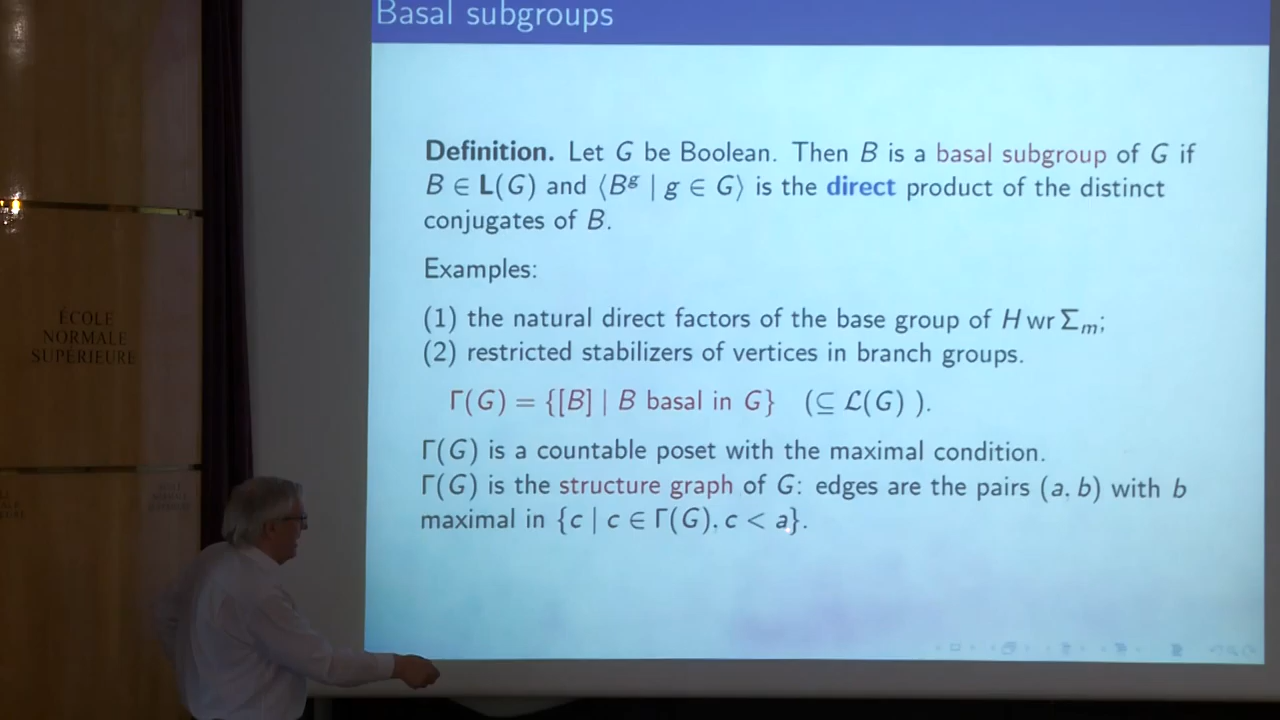 Basal subgroups
Definition. Let G be Boolean. Then B is a basal subgroup of G if
B ∈ L(G) and ⟨Bᵍ | g ∈ G⟩ is the direct product of the distinct
conjugates of B.
Examples:
(1) the natural direct factors of the base group of H wr Σₘ;
(2) restricted stabilizers of vertices in branch groups.
Γ(G) = {[B] | B basal in G} (⊆ ℒ(G) ).
Γ(G) is a countable poset with the maximal condition.
Γ(G) is the structure graph of G: edges are the pairs (a, b) with b
maximal in {c | c ∈ Γ(G), c < a}.
ÉCOLE
NORMALE
SUPÉRIEURE